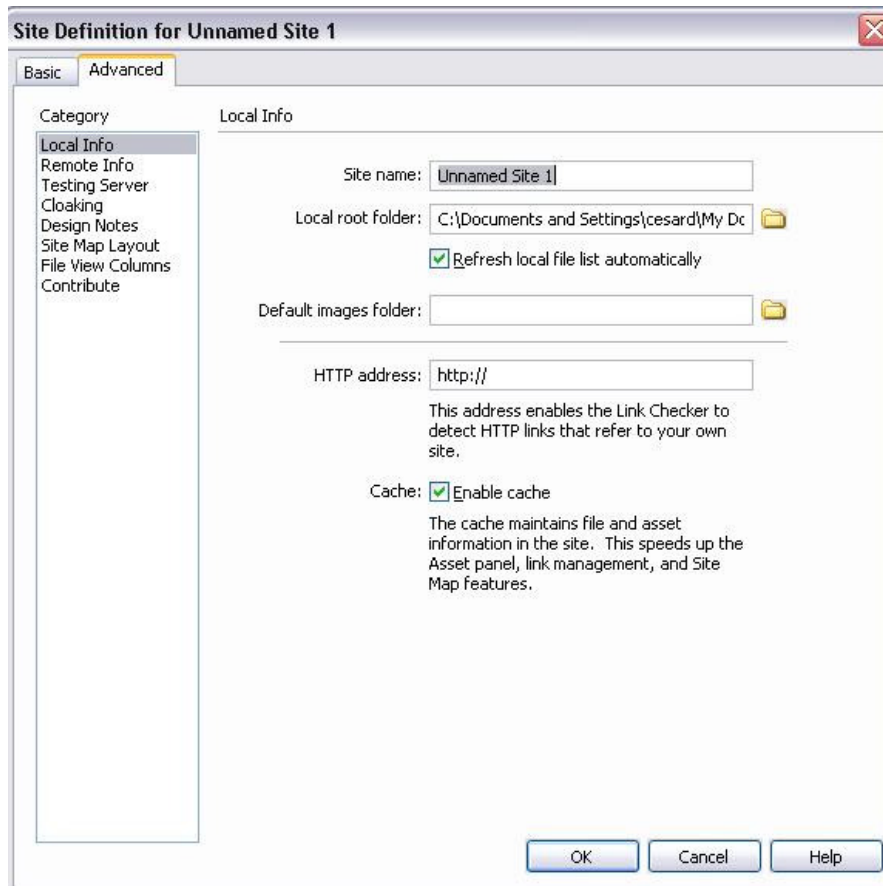 Site Definition for Unnamed Site 1
Basic
Advanced
Category
Local Info
Remote Info
Testing Server
Cloaking
Design Notes
Site Map Layout
File View Columns
Contribute
Local Info
Site name: Unnamed Site 1
Local root folder: C:\Documents and Settings\cesard\My Dc
Refresh local file list automatically
Default images folder:
HTTP address: http://
This address enables the Link Checker to
detect HTTP links that refer to your own
site.
Cache: Enable cache
The cache maintains file and asset
information in the site. This speeds up the
Asset panel, link management, and Site
Map features.
OK
Cancel
Help